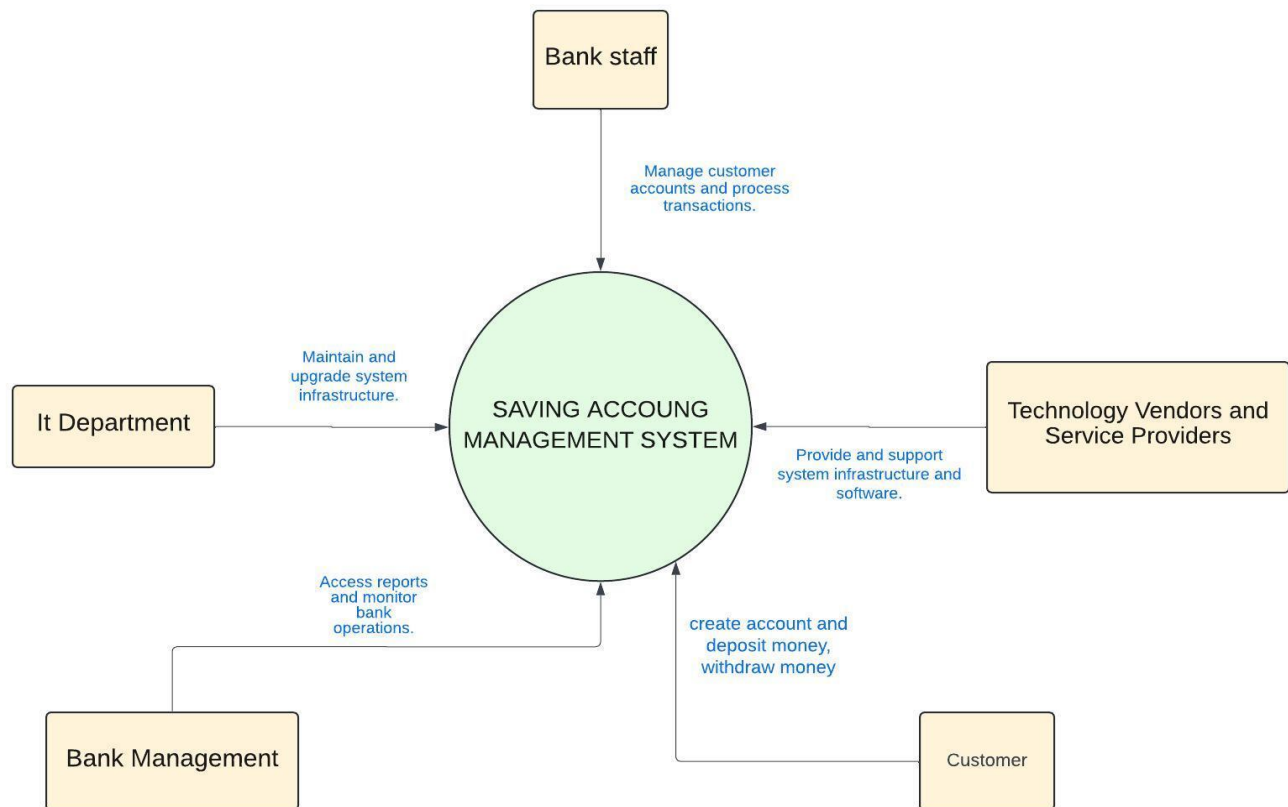 Bank staff
Manage customer
accounts and process
transactions.
Maintain and
upgrade system
infrastructure.
It Department
SAVING ACCOUNG
MANAGEMENT SYSTEM
Technology Vendors and
Service Providers
Provide and support
system infrastructure and
software.
Access reports
and monitor
bank
operations.
create account and
deposit money,
withdraw money
Bank Management
Customer